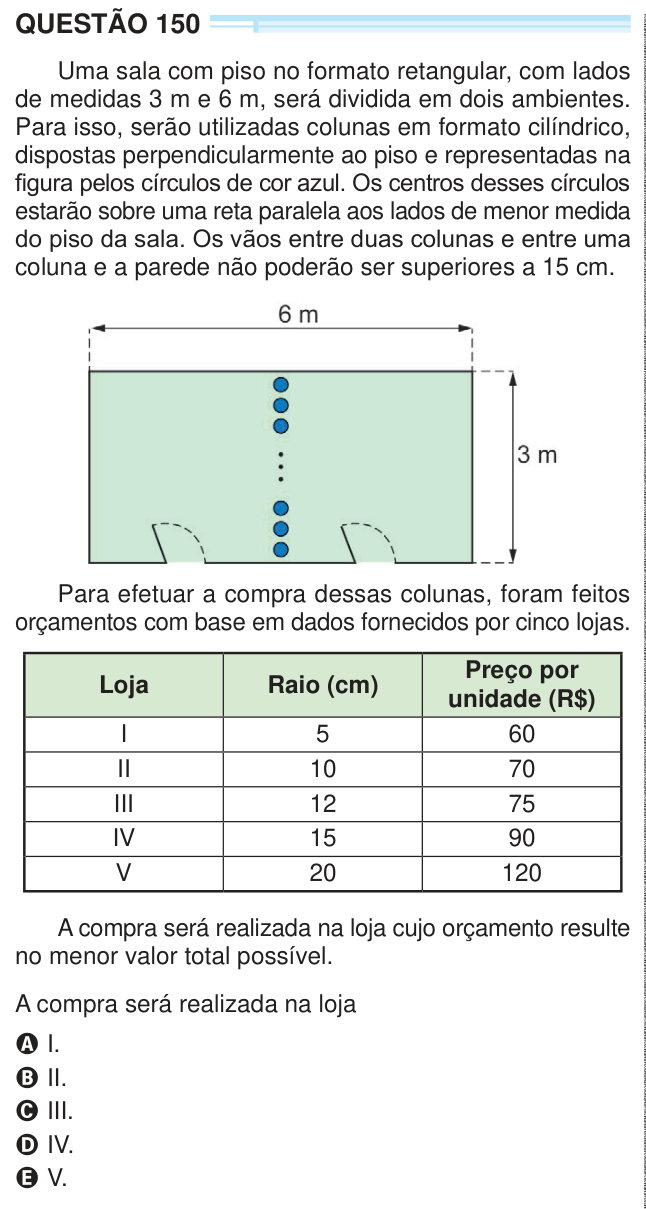 QUESTÃO 150
Uma sala com piso no formato retangular, com lados
de medidas 3 m e 6 m, será dividida em dois ambientes.
Para isso, serão utilizadas colunas em formato cilíndrico,
dispostas perpendicularmente ao piso e representadas na
figura pelos círculos de cor azul. Os centros desses círculos
estarão sobre uma reta paralela aos lados de menor medida
do piso da sala. Os vãos entre duas colunas e entre uma
coluna e a parede não poderão ser superiores a 15 cm.
6 m
3 m
Para efetuar a compra dessas colunas, foram feitos
orçamentos com base em dados fornecidos por cinco lojas.
Loja Raio (cm) Preço por
unidade (R$)
I 5 60
II 10 70
III 12 75
IV 15 90
V 20 120
A compra será realizada na loja cujo orçamento resulte
no menor valor total possível.
A compra será realizada na loja
A I.
B II.
C III.
D IV.
E V.